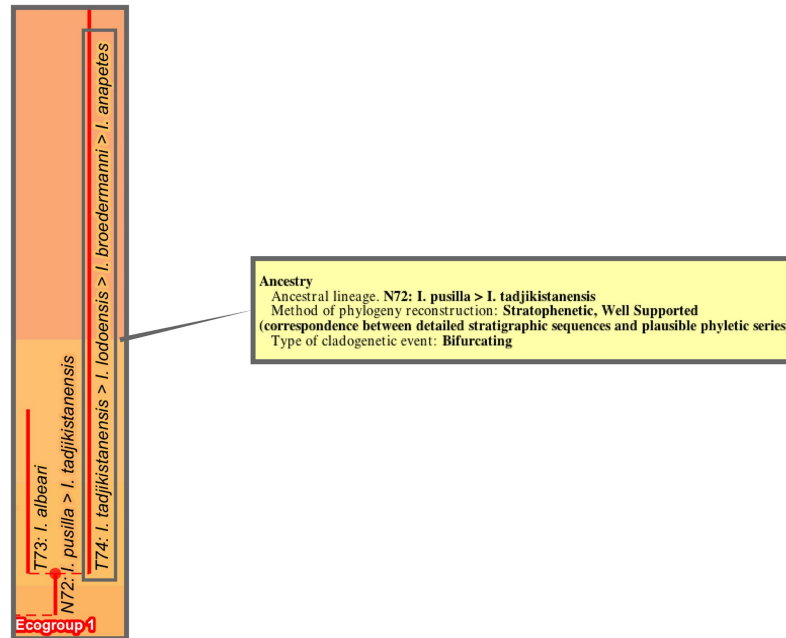 T73: I. albeari
N72: I. pusilla > I. tadjikistanensis
T74: I. tadjikistanensis > I. lodoensis > I. broedermanni > I. anapetes
Ecogroup 1
Ancestry
Ancestral lineage. N72: I. pusilla > I. tadjikistanensis
Method of phylogeny reconstruction: Stratophenetic, Well Supported
(correspondence between detailed stratigraphic sequences and plausible phyletic series
Type of cladogenetic event: Bifurcating